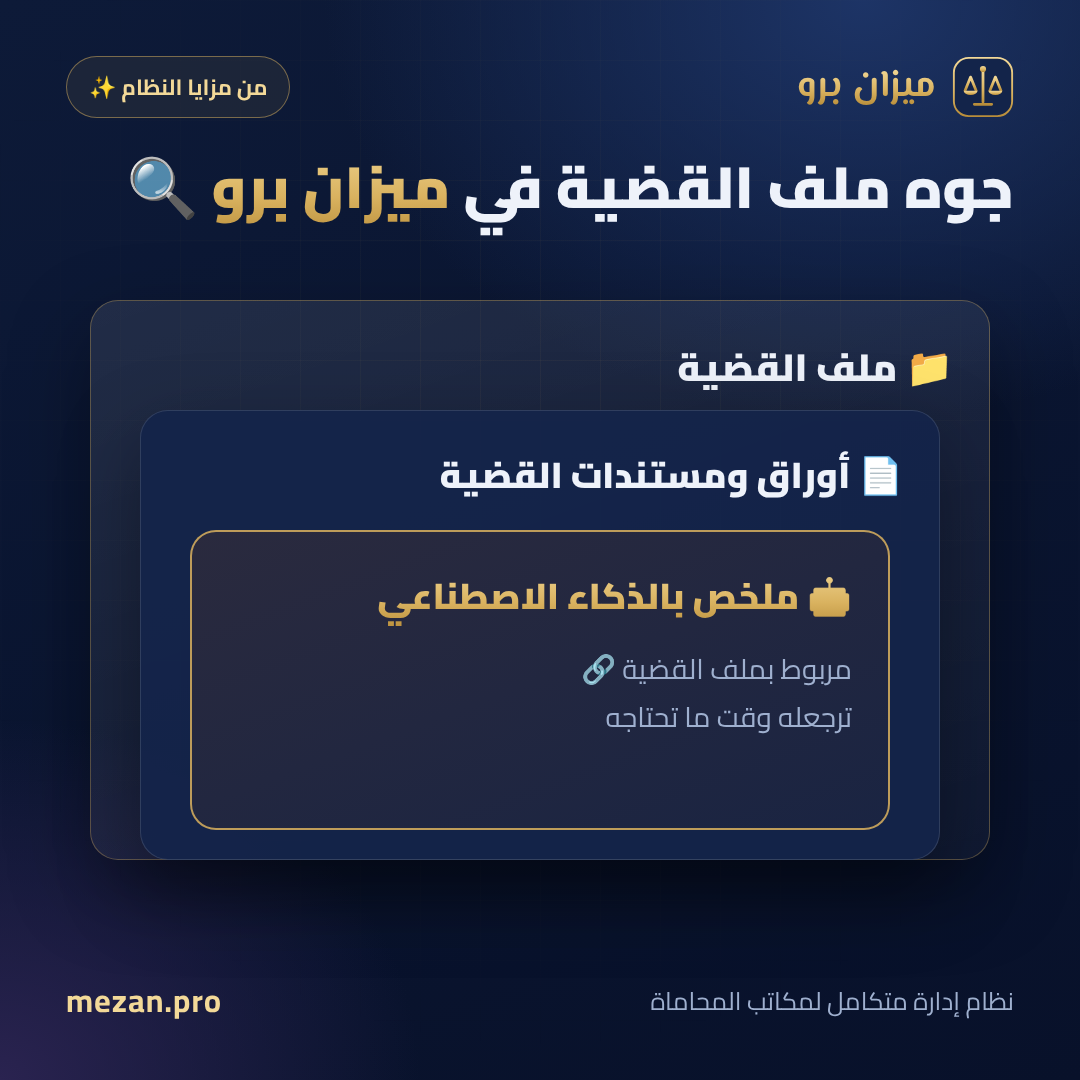 ميزان برو
من مزايا النظام ✨
جوه ملف القضية في ميزان برو 🔍
📁 ملف القضية
📄 أوراق ومستندات القضية
🤖 ملخص بالذكاء الاصطناعي
مربوط بملف القضية 🔗
ترجعله وقت ما تحتاجه
نظام إدارة متكامل لمكاتب المحاماة
mezan.pro